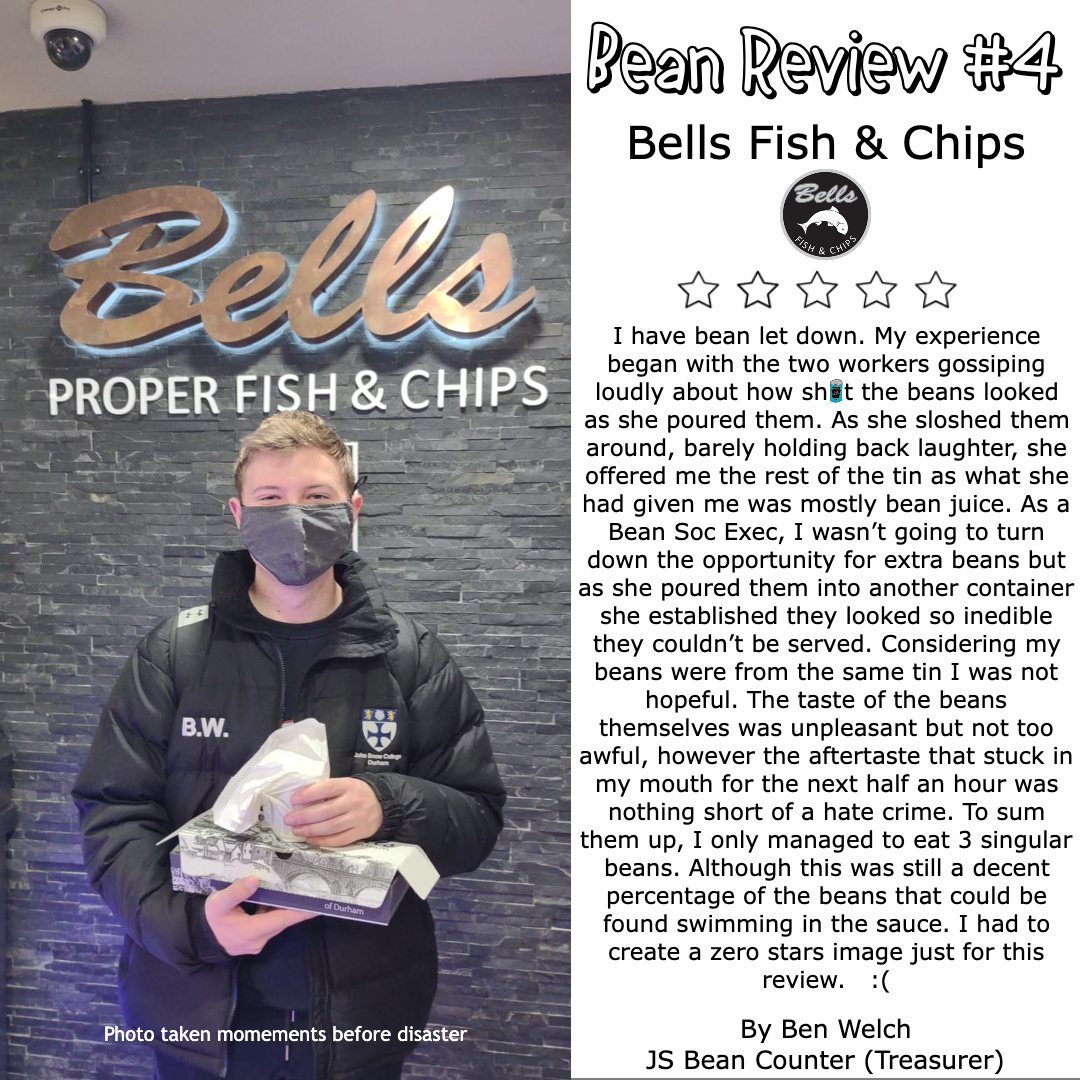 Bean Review #4
Bells Fish & Chips
Bells
FISH & CHIPS
I have bean let down. My experience
began with the two workers gossiping
loudly about how sh t the beans looked
as she poured them. As she sloshed them
around, barely holding back laughter, she
offered me the rest of the tin as what she
had given me was mostly bean juice. As a
Bean Soc Exec, I wasn’t going to turn
down the opportunity for extra beans but
as she poured them into another container
she established they looked so inedible
they couldn’t be served. Considering my
beans were from the same tin I was not
hopeful. The taste of the beans
themselves was unpleasant but not too
awful, however the aftertaste that stuck in
my mouth for the next half an hour was
nothing short of a hate crime. To sum
them up, I only managed to eat 3 singular
beans. Although this was still a decent
percentage of the beans that could be
found swimming in the sauce. I had to
create a zero stars image just for this
review. :(
By Ben Welch
JS Bean Counter (Treasurer)
Bells
PROPER FISH & CHIPS
B.W.
John Snow College
Durham
of Durham
Photo taken momements before disaster